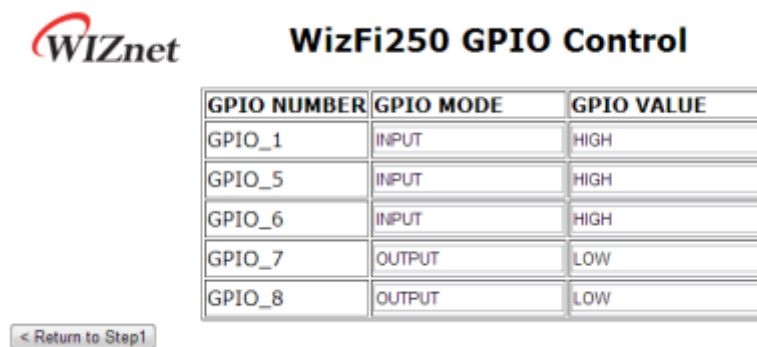 WIZnet
WizFi250 GPIO Control
GPIO NUMBER GPIO MODE GPIO VALUE
GPIO_1 INPUT HIGH
GPIO_5 INPUT HIGH
GPIO_6 INPUT HIGH
GPIO_7 OUTPUT LOW
GPIO_8 OUTPUT LOW
< Return to Step1